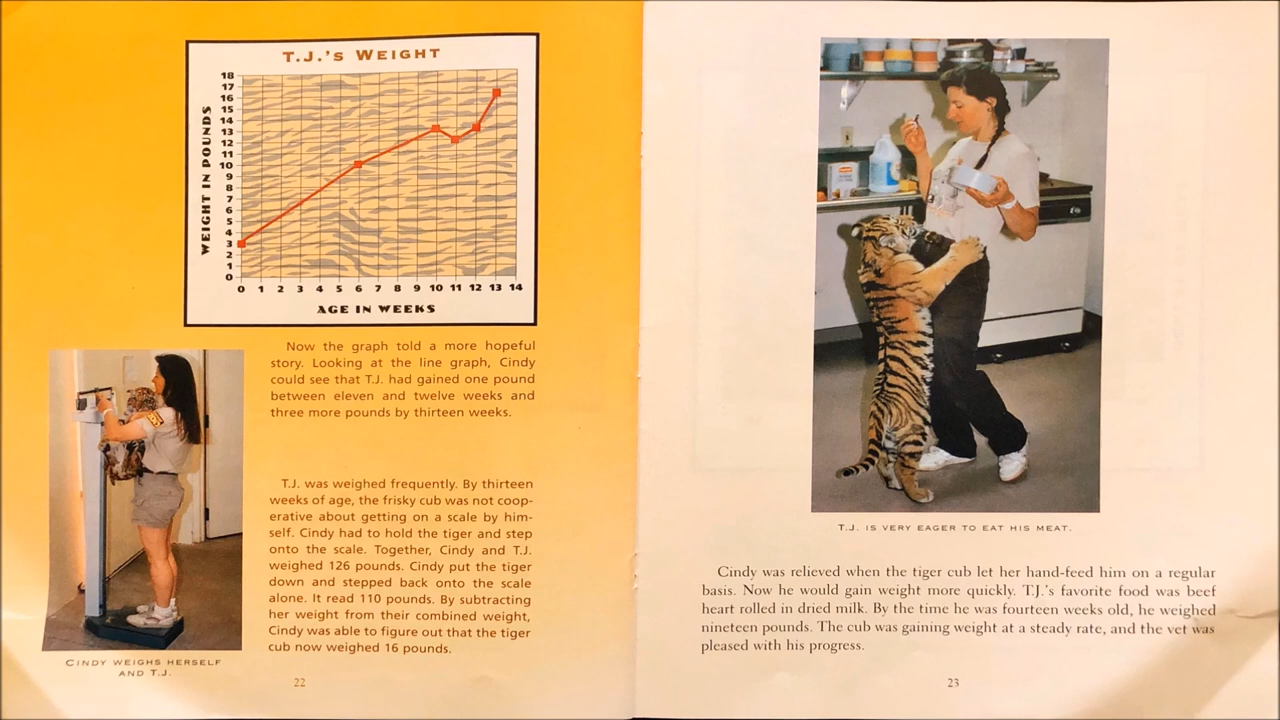 T.J.'s Weight
WEIGHT IN POUNDS
18
17
16
15
14
13
12
11
10
9
8
7
6
5
4
3
2
1
0
0 1 2 3 4 5 6 7 8 9 10 11 12 13 14
AGE IN WEEKS
Now the graph told a more hopeful
story. Looking at the line graph, Cindy
could see that T.J. had gained one pound
between eleven and twelve weeks and
three more pounds by thirteen weeks.
T.J. was weighed frequently. By thirteen
weeks of age, the frisky cub was not coop-
erative about getting on a scale by him-
self. Cindy had to hold the tiger and step
onto the scale. Together, Cindy and T.J.
weighed 126 pounds. Cindy put the tiger
down and stepped back onto the scale
alone. It read 110 pounds. By subtracting
her weight from their combined weight,
Cindy was able to figure out that the tiger
cub now weighed 16 pounds.
CINDY WEIGHS HERSELF
AND T.J.
22
T.J. IS VERY EAGER TO EAT HIS MEAT.
Cindy was relieved when the tiger cub let her hand-feed him on a regular
basis. Now he would gain weight more quickly. T.J.'s favorite food was beef
heart rolled in dried milk. By the time he was fourteen weeks old, he weighed
nineteen pounds. The cub was gaining weight at a steady rate, and the vet was
pleased with his progress.
23